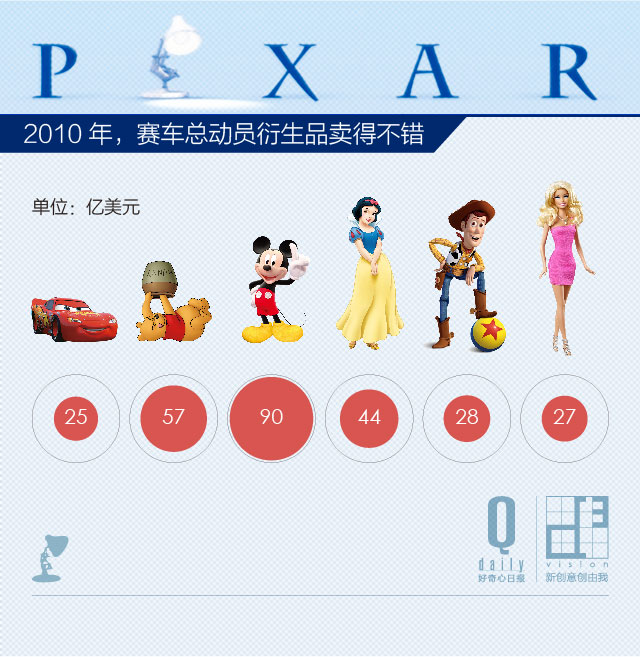 P XAR
2010 年，赛车总动员衍生品卖得不错
单位：亿美元
25 57 90 44 28 27
Q
daily
好奇心日报
vision
新创意创由我